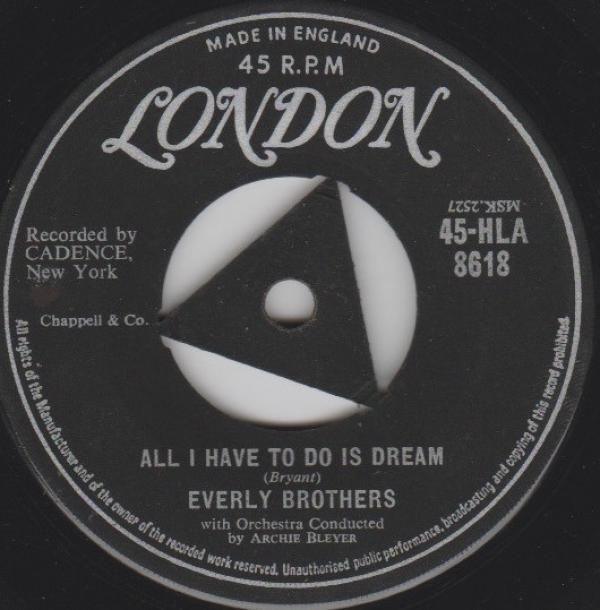 MADE IN ENGLAND
45 R.P.M
LONDON
MSK.2527
45-HLA
8618
Recorded by
CADENCE,
New York
Chappell & Co.
ALL I HAVE TO DO IS DREAM
(Bryant)
EVERLY BROTHERS
with Orchestra Conducted
by ARCHIE BLEYER
All rights of the Manufacturer and of the owner of the recorded work reserved. Unauthorised public performance, broadcasting and copying of this record prohibited.